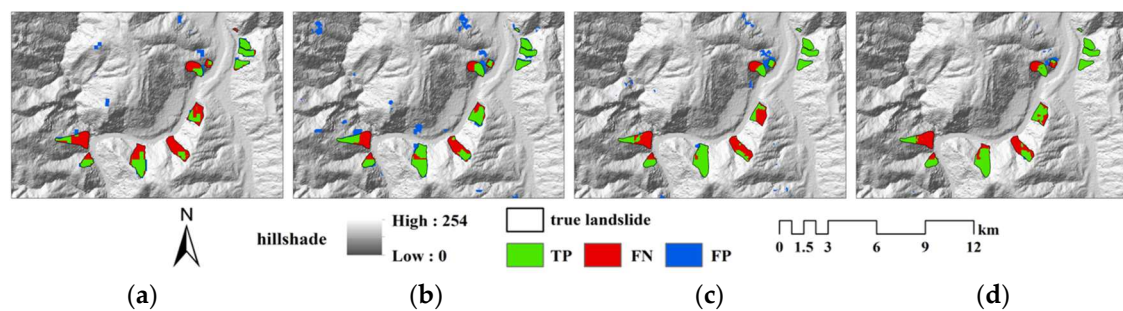 N
hillshade
High : 254
Low : 0
true landslide
TP FN FP
km
0 1.5 3 6 9 12
(a) (b) (c) (d)